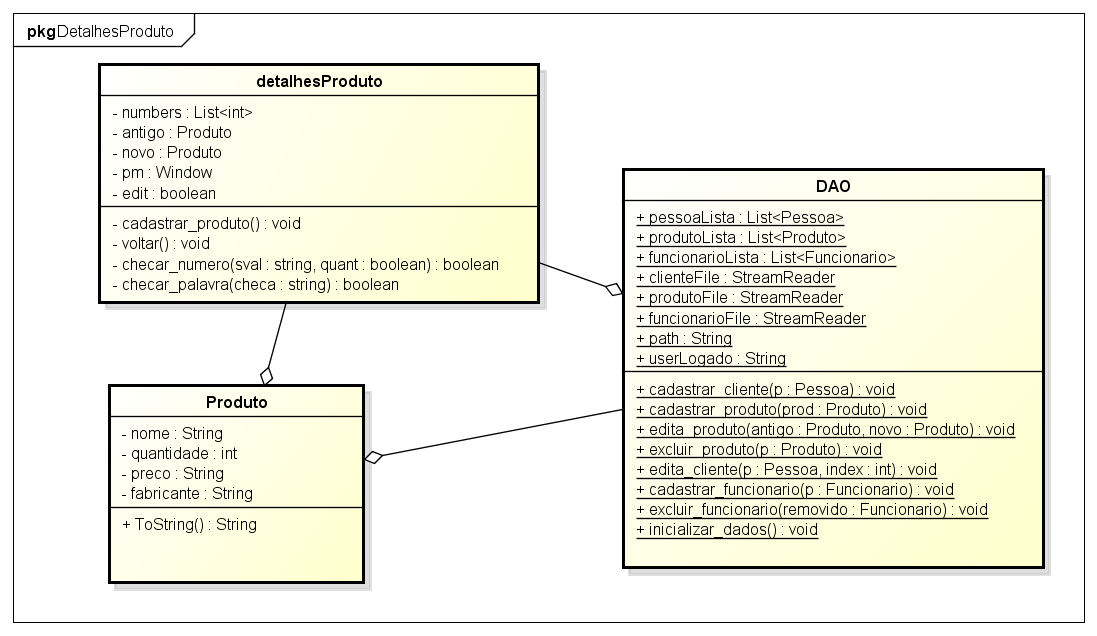 pkgDetalhesProduto
detalhesProduto
- numbers : List<int>
- antigo : Produto
- novo : Produto
- pm : Window
- edit : boolean
- cadastrar_produto() : void
- voltar() : void
- checar_numero(sval : string, quant : boolean) : boolean
- checar_palavra(checa : string) : boolean
DAO
+ pessoaLista : List<Pessoa>
+ produtoLista : List<Produto>
+ funcionarioLista : List<Funcionario>
+ clienteFile : StreamReader
+ produtoFile : StreamReader
+ funcionarioFile : StreamReader
+ path : String
+ userLogado : String
+ cadastrar_cliente(p : Pessoa) : void
+ cadastrar_produto(prod : Produto) : void
+ edita_produto(antigo : Produto, novo : Produto) : void
+ excluir_produto(p : Produto) : void
+ edita_cliente(p : Pessoa, index : int) : void
+ cadastrar_funcionario(p : Funcionario) : void
+ excluir_funcionario(removido : Funcionario) : void
+ inicializar_dados() : void
Produto
- nome : String
- quantidade : int
- preco : String
- fabricante : String
+ ToString() : String